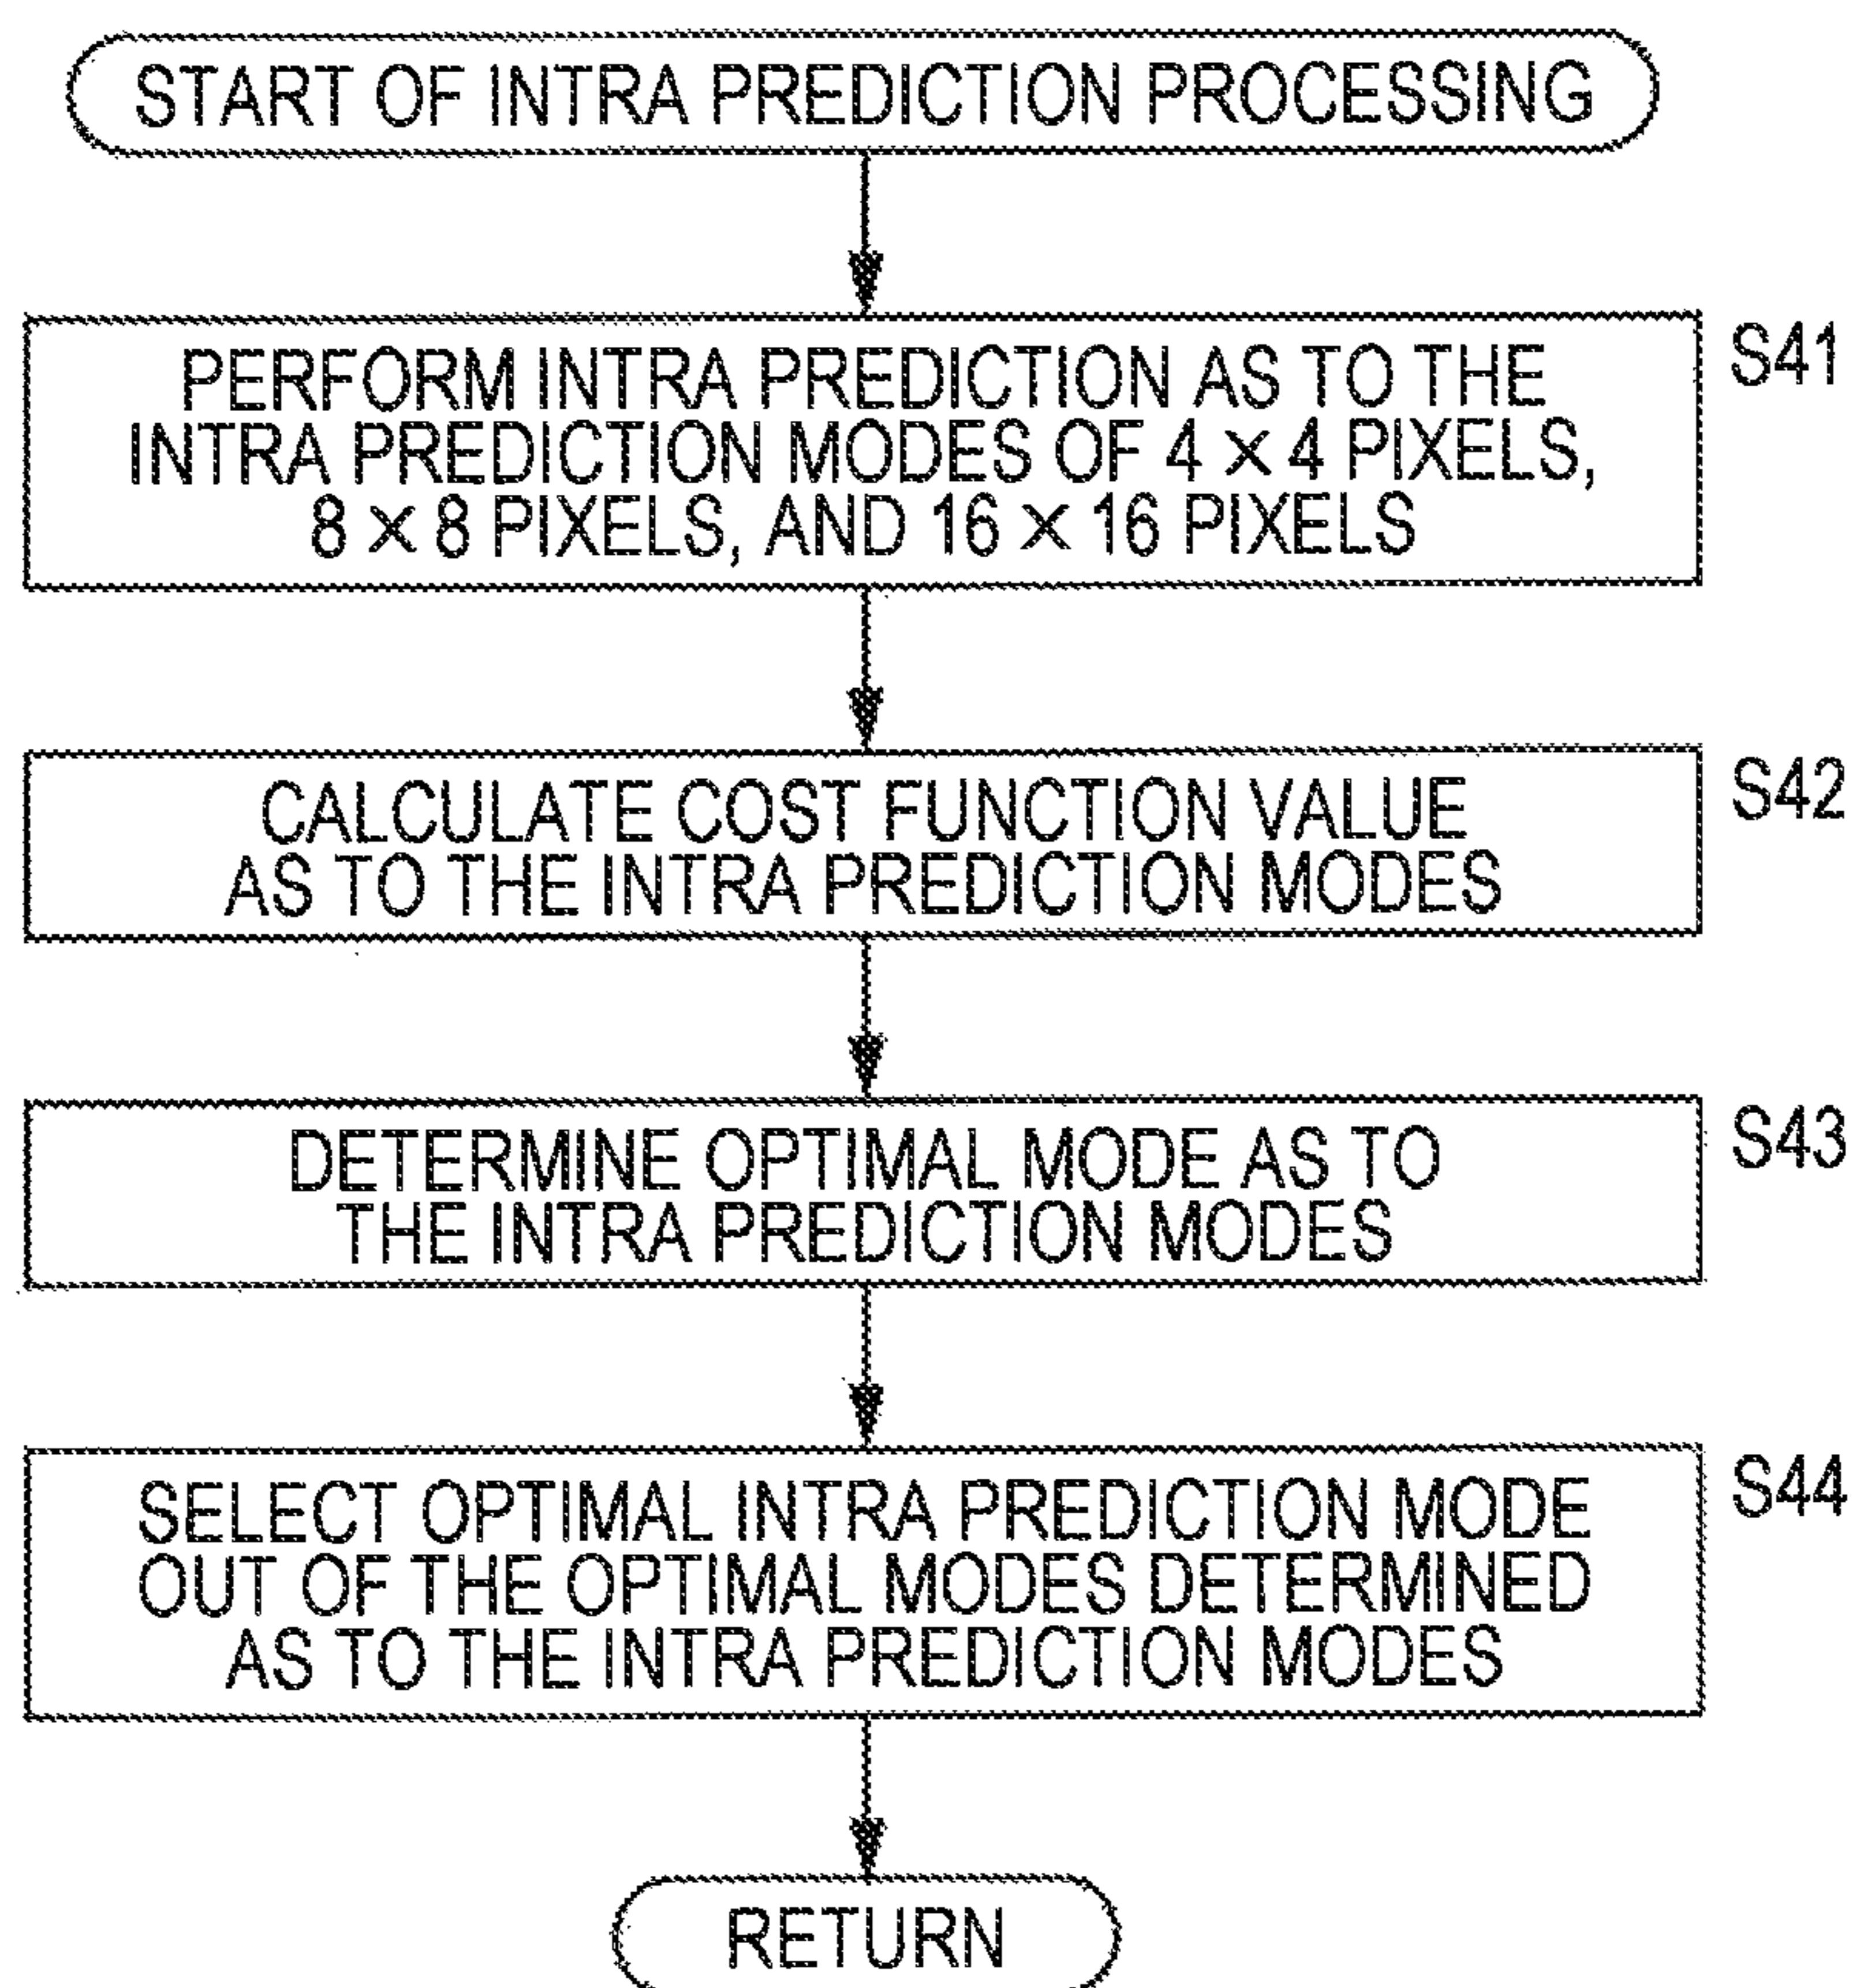 START OF INTRA PREDICTION PROCESSING
PERFORM INTRA PREDICTION AS TO THE
INTRA PREDICTION MODES OF 4 × 4 PIXELS,
8 × 8 PIXELS, AND 16 × 16 PIXELS
S41
CALCULATE COST FUNCTION VALUE
AS TO THE INTRA PREDICTION MODES
S42
DETERMINE OPTIMAL MODE AS TO
THE INTRA PREDICTION MODES
S43
SELECT OPTIMAL INTRA PREDICTION MODE
OUT OF THE OPTIMAL MODES DETERMINED
AS TO THE INTRA PREDICTION MODES
S44
RETURN